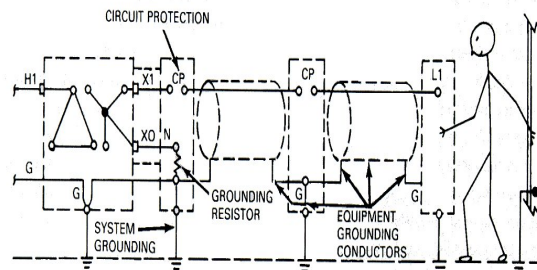 CIRCUIT PROTECTION
H1
X1
CP
CP
L1
XO
N
G
G
G
G
GROUNDING
RESISTOR
SYSTEM
GROUNDING
EQUIPMENT
GROUNDING
CONDUCTORS